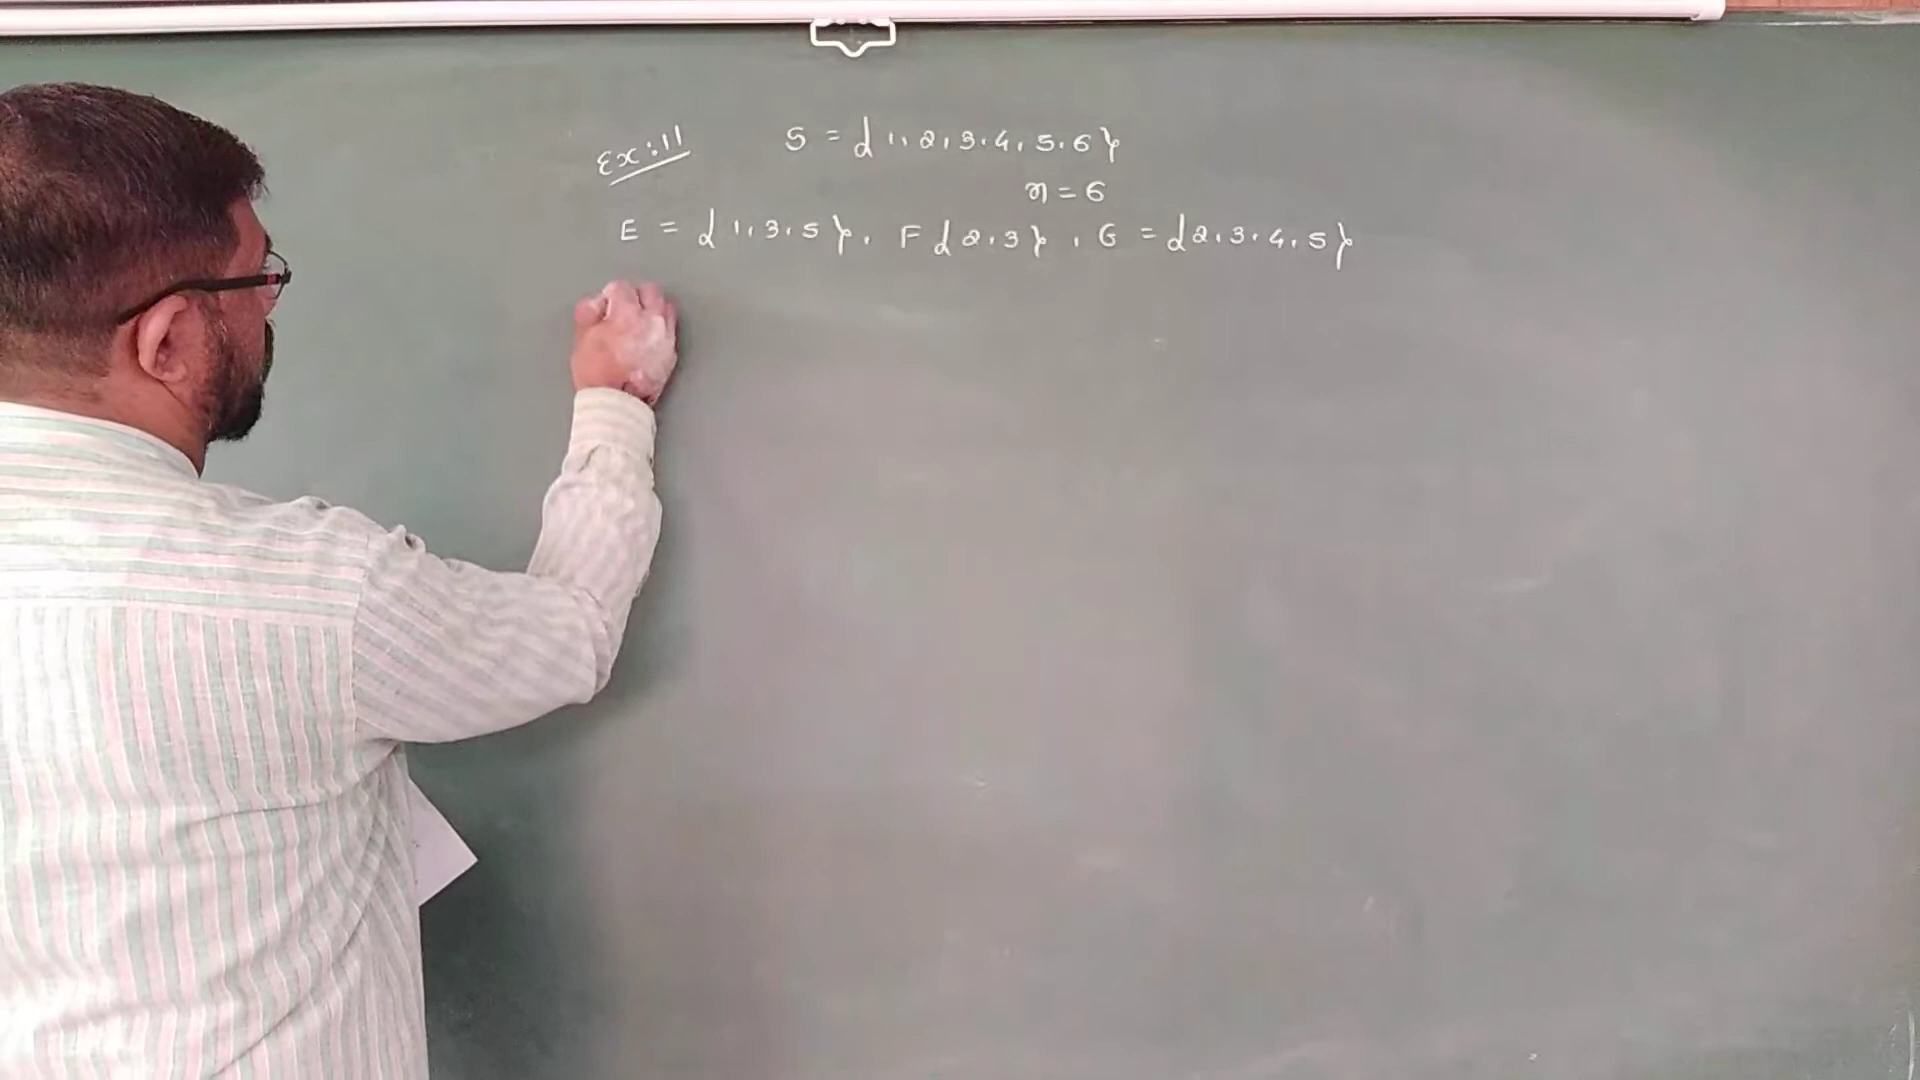 Ex:11
S = {1, 2, 3, 4, 5, 6}
n = 6
E = {1, 3, 5}, F {2, 3}, G = {2, 3, 4, 5}